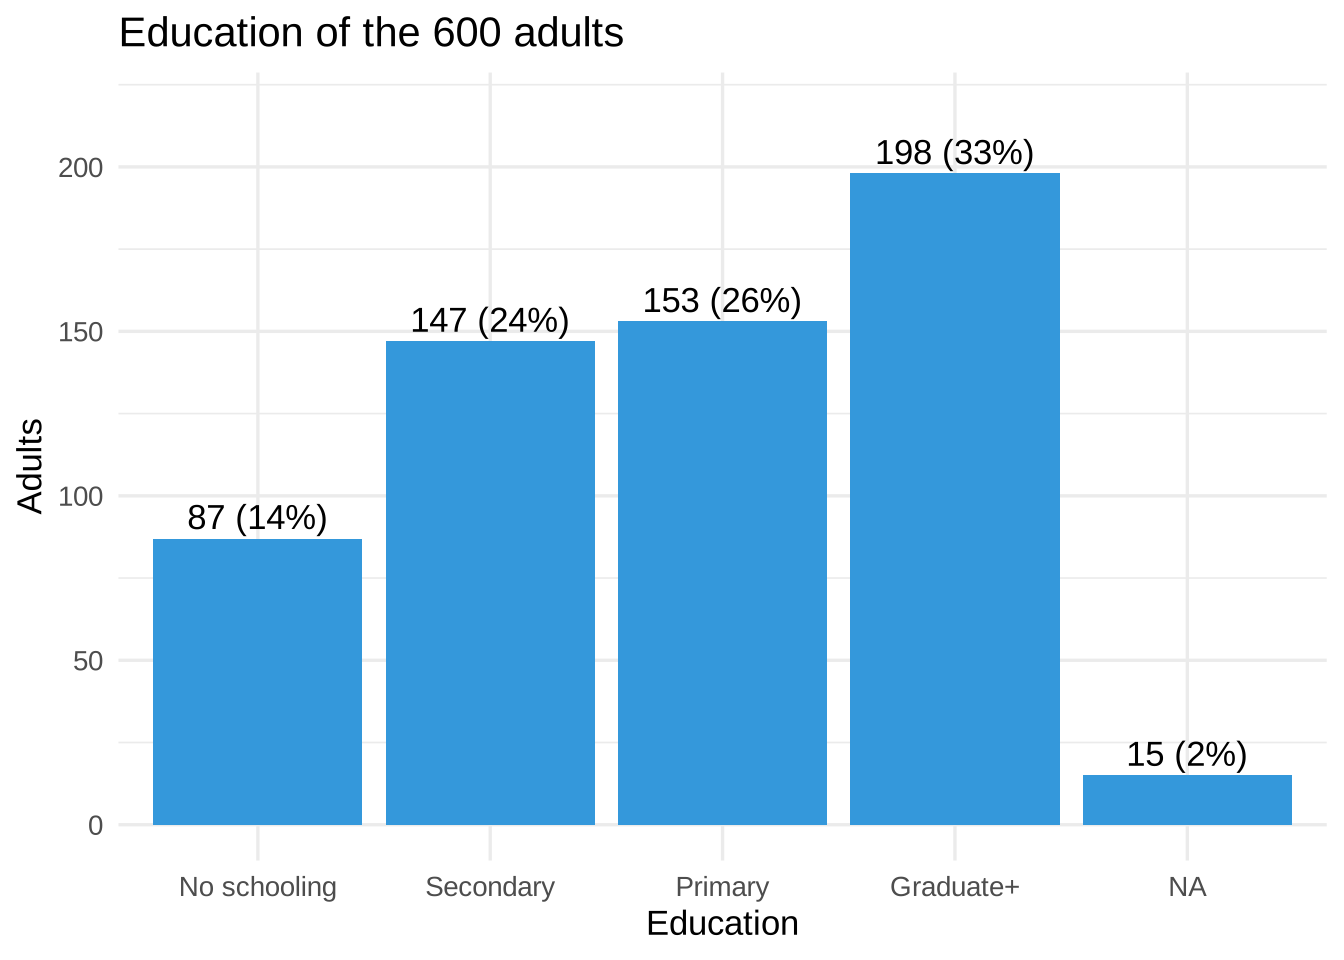 Education of the 600 adults
198 (33%)
153 (26%)
147 (24%)
87 (14%)
15 (2%)
200
150
100
50
0
Adults
No schooling
Secondary
Primary
Graduate+
NA
Education